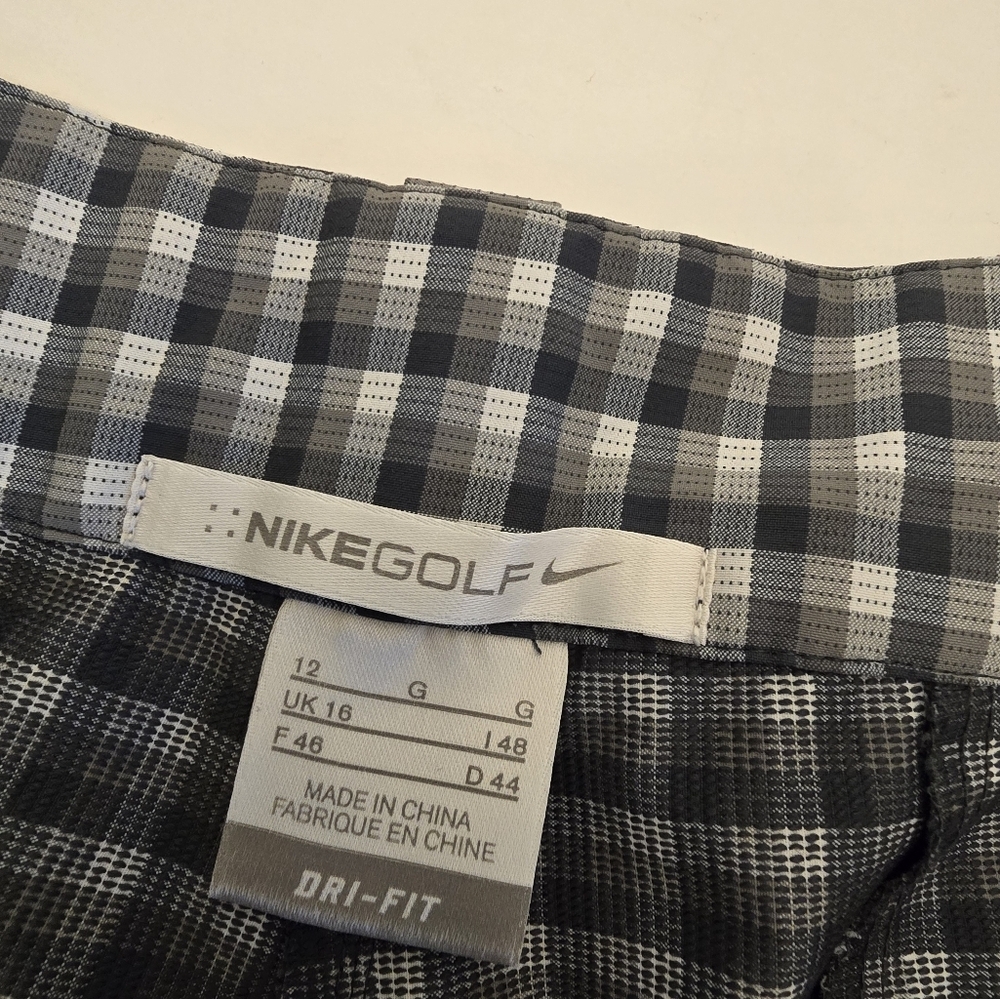 NIKEGOLF
12 G G
UK 16 I 48
F 46 D 44
MADE IN CHINA
FABRIQUE EN CHINE
DRI-FIT